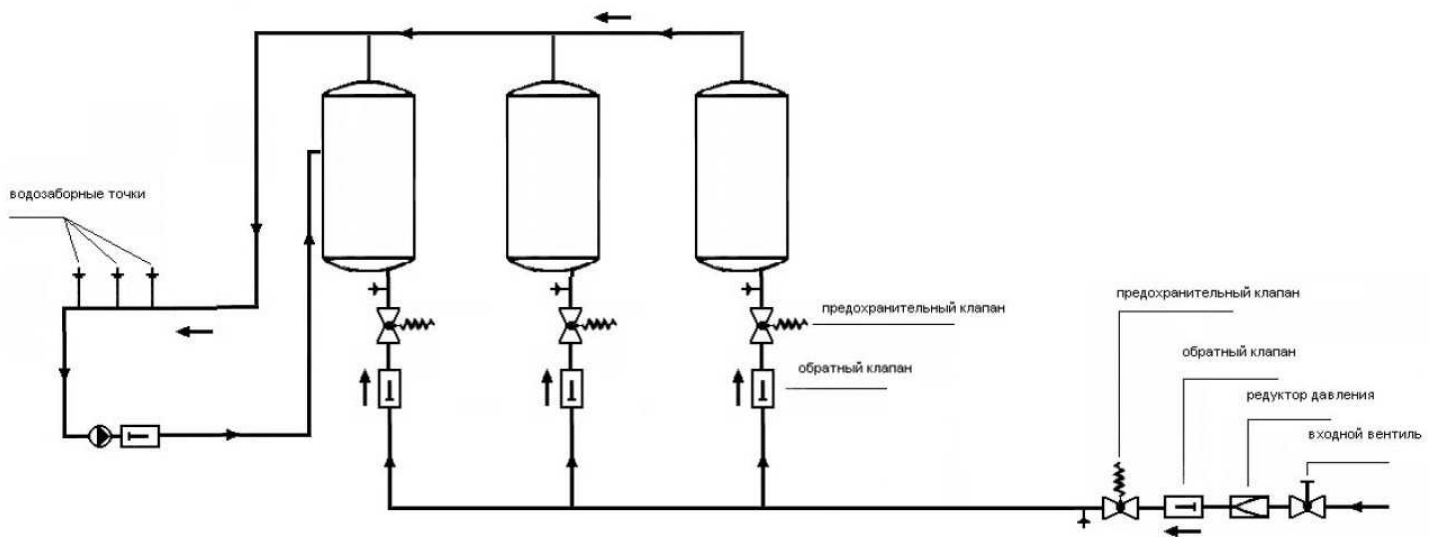 водозаборные точки
предохранительный клапан
обратный клапан
предохранительный клапан
обратный клапан
редуктор давления
входной вентиль